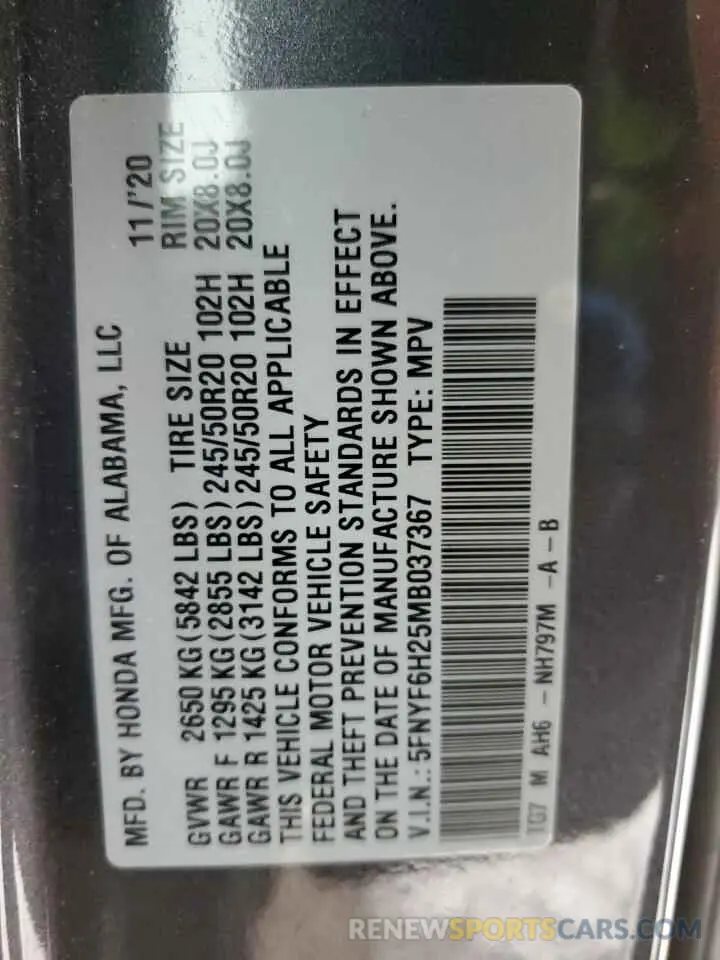 MFD. BY HONDA MFG. OF ALABAMA, LLC 11/'20
GVWR 2650 KG (5842 LBS) TIRE SIZE RIM SIZE
GAWR F 1295 KG (2855 LBS) 245/50R20 102H 20X8.0J
GAWR R 1425 KG (3142 LBS) 245/50R20 102H 20X8.0J
THIS VEHICLE CONFORMS TO ALL APPLICABLE
FEDERAL MOTOR VEHICLE SAFETY
AND THEFT PREVENTION STANDARDS IN EFFECT
ON THE DATE OF MANUFACTURE SHOWN ABOVE.
V.I.N.: 5FNYF6H25MB037367 TYPE: MPV
TG7 M AH6 - NH797M -A-B
RENEWSPORTSCARS.COM